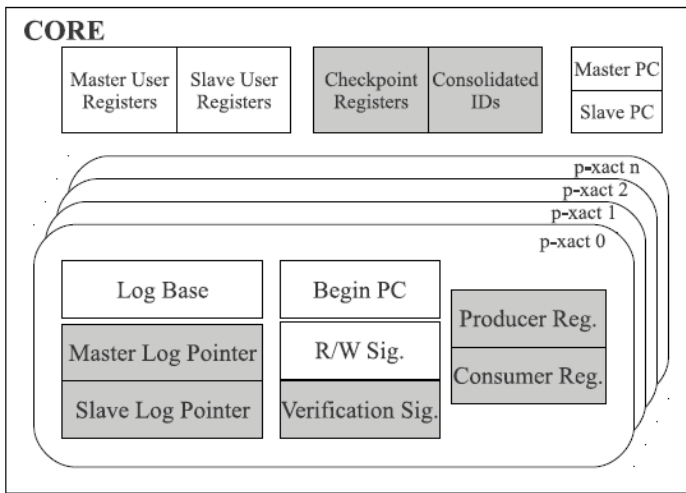 CORE
Master User
Registers
Slave User
Registers
Checkpoint
Registers
Consolidated
IDs
Master PC
Slave PC
p-xact n
p-xact 2
p-xact 1
p-xact 0
Log Base
Master Log Pointer
Slave Log Pointer
Begin PC
R/W Sig.
Verification Sig.
Producer Reg.
Consumer Reg.